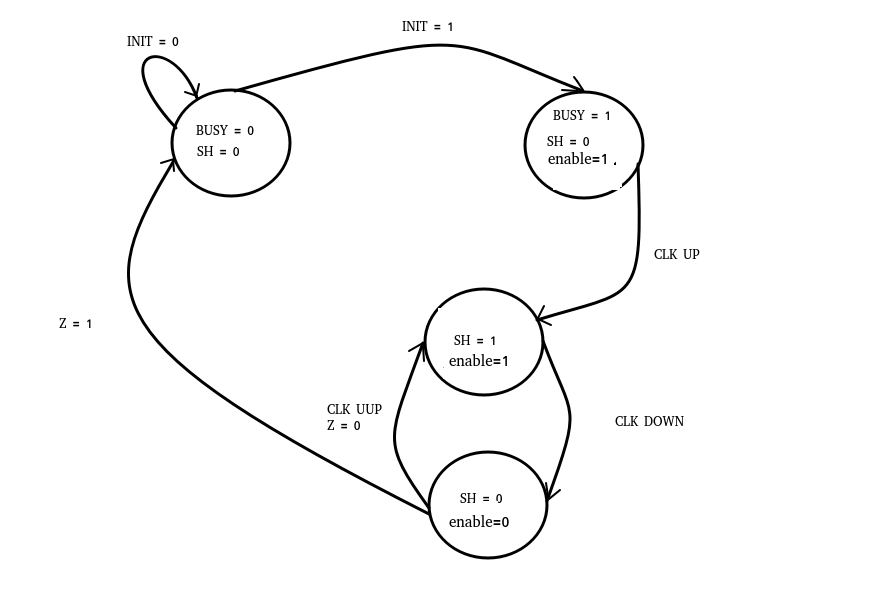 INIT = 1
INIT = 0
BUSY = 0
SH = 0
BUSY = 1
SH = 0
enable=1 .
CLK UP
Z = 1
SH = 1
enable=1
CLK UUP
Z = 0
CLK DOWN
SH = 0
enable=0